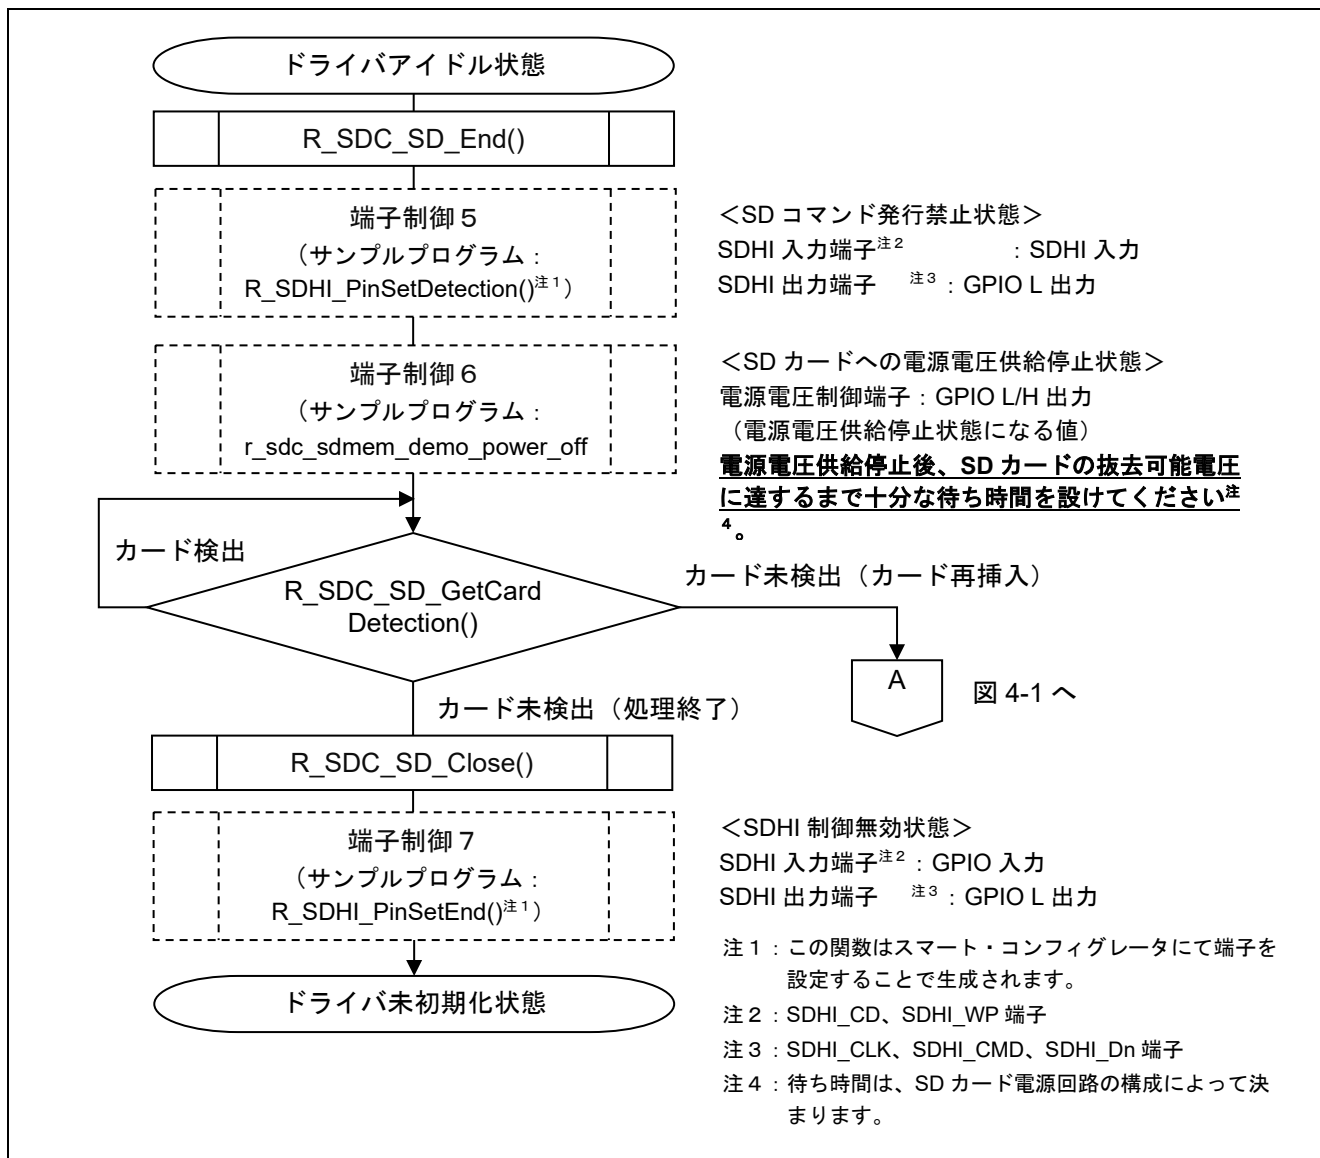 ドライバアイドル状態
R_SDC_SD_End()
端子制御５
（サンプルプログラム：
R_SDHI_PinSetDetection()注１）
＜SD コマンド発行禁止状態＞
SDHI 入力端子注２ ：SDHI 入力
SDHI 出力端子 注３：GPIO L 出力
端子制御６
（サンプルプログラム：
r_sdc_sdmem_demo_power_off
＜SD カードへの電源電圧供給停止状態＞
電源電圧制御端子：GPIO L/H 出力
（電源電圧供給停止状態になる値）
電源電圧供給停止後、SD カードの抜去可能電圧
に達するまで十分な待ち時間を設けてください注
４。
カード検出
R_SDC_SD_GetCard
Detection()
カード未検出（カード再挿入）
A
図 4-1 へ
カード未検出（処理終了）
R_SDC_SD_Close()
端子制御７
（サンプルプログラム：
R_SDHI_PinSetEnd()注１）
＜SDHI 制御無効状態＞
SDHI 入力端子注２：GPIO 入力
SDHI 出力端子 注３：GPIO L 出力
ドライバ未初期化状態
注１：この関数はスマート・コンフィグレータにて端子を
設定することで生成されます。
注２：SDHI_CD、SDHI_WP 端子
注３：SDHI_CLK、SDHI_CMD、SDHI_Dn 端子
注４：待ち時間は、SD カード電源回路の構成によって決
まります。